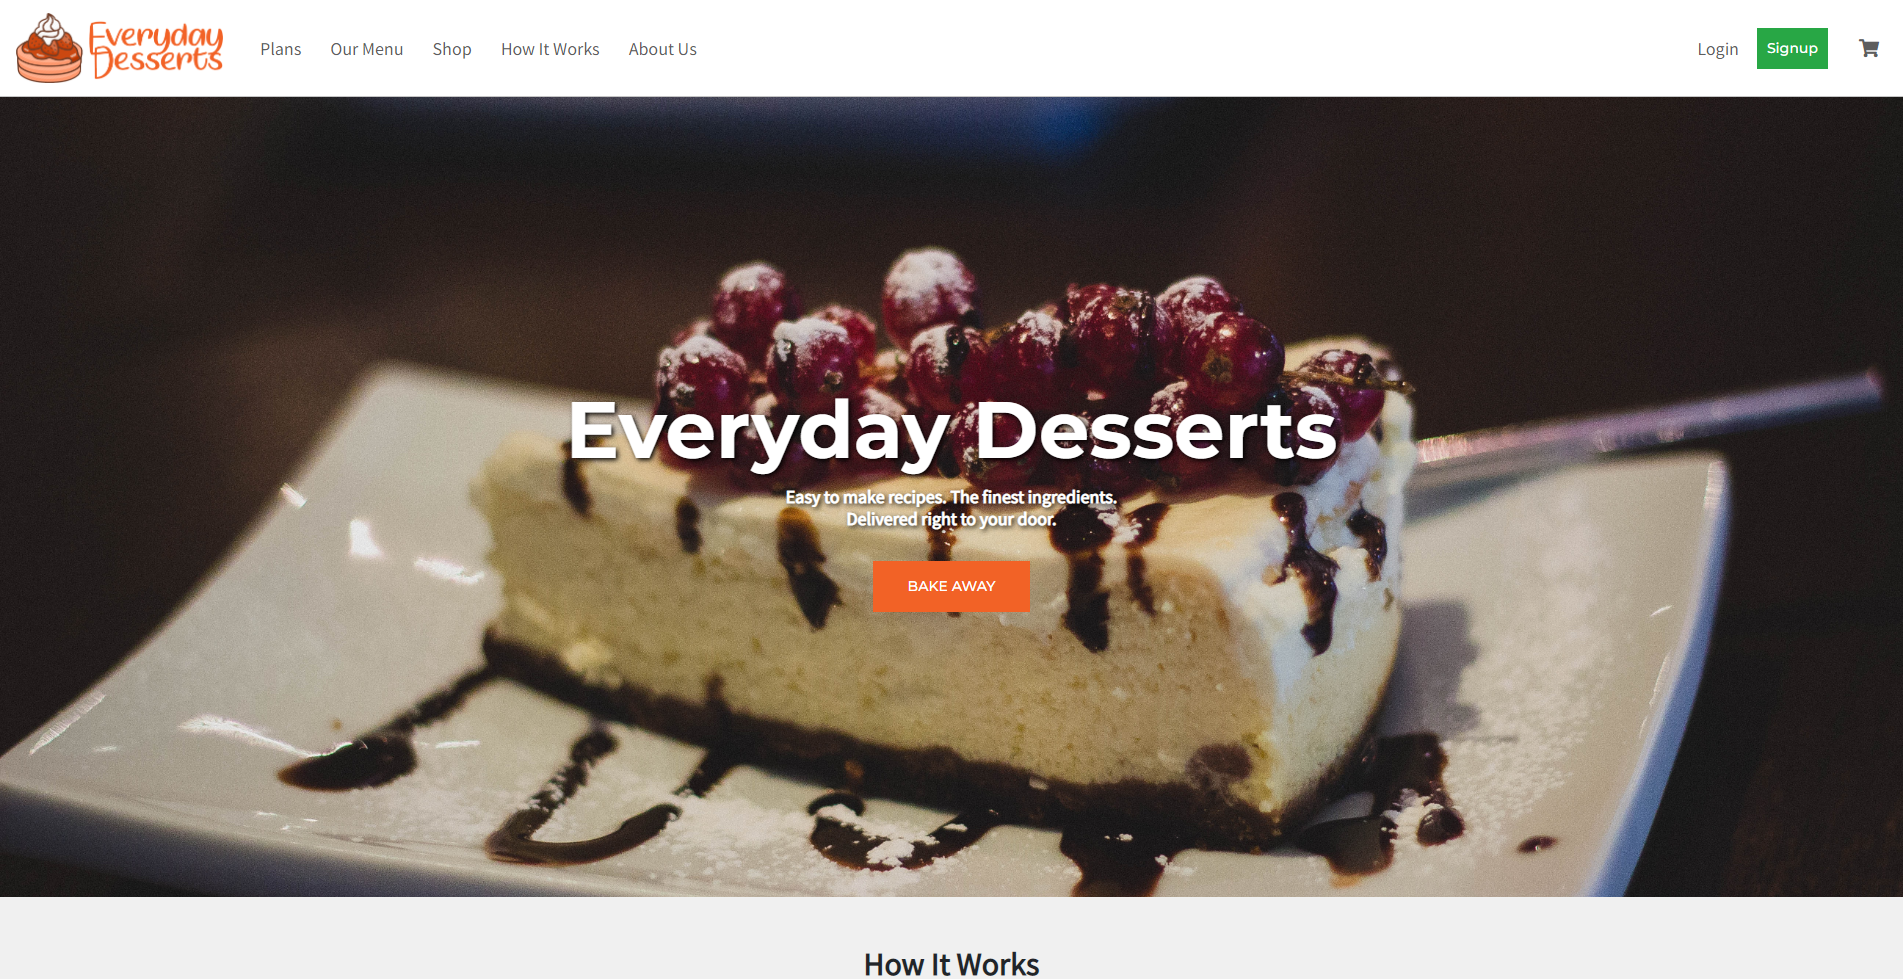 Everyday
Desserts
Plans
Our Menu
Shop
How It Works
About Us
Login
Signup
Everyday Desserts
Easy to make recipes. The finest ingredients.
Delivered right to your door.
BAKE AWAY
How It Works